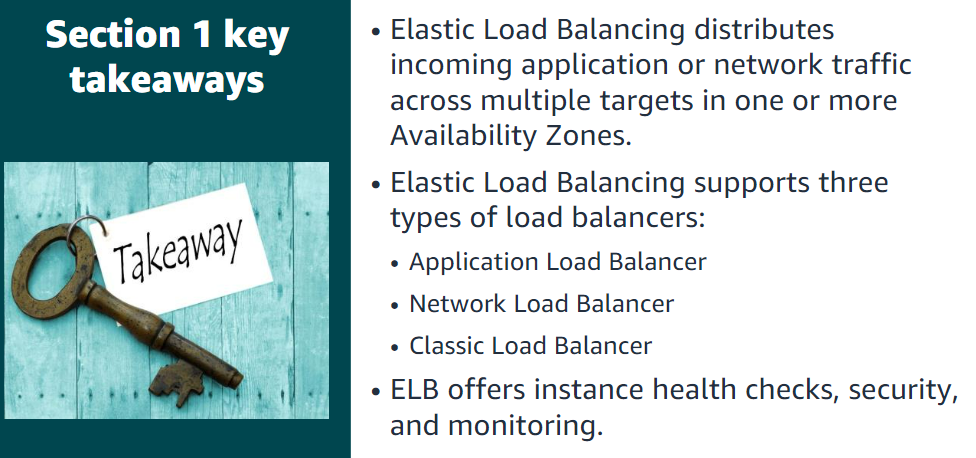 Section 1 key
takeaways
Takeaway
• Elastic Load Balancing distributes
incoming application or network traffic
across multiple targets in one or more
Availability Zones.
• Elastic Load Balancing supports three
types of load balancers:
• Application Load Balancer
• Network Load Balancer
• Classic Load Balancer
• ELB offers instance health checks, security,
and monitoring.